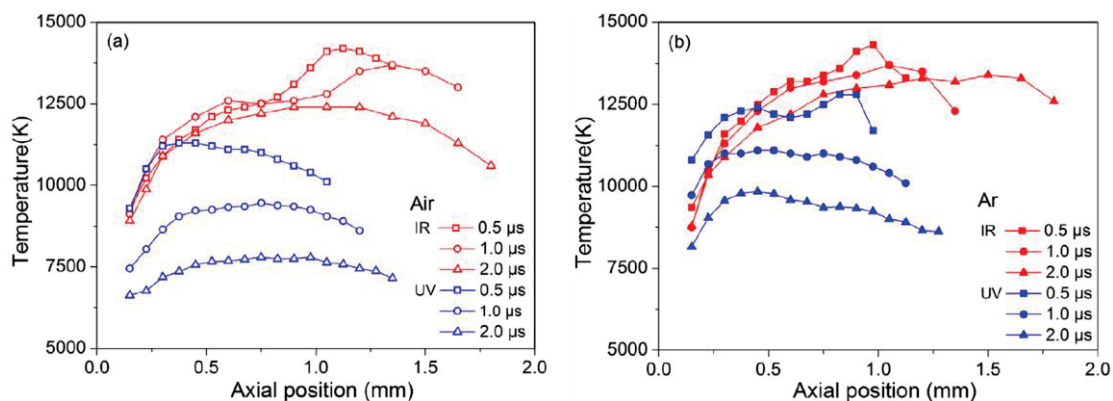 (a)
15000
12500
10000
7500
5000
Temperature(K)
Air
IR
0.5 µs
1.0 µs
2.0 µs
UV
0.5 µs
1.0 µs
2.0 µs
0.0
0.5
1.0
1.5
2.0
Axial position (mm)
(b)
15000
12500
10000
7500
5000
Temperature(K)
Ar
IR
0.5 µs
1.0 µs
2.0 µs
UV
0.5 µs
1.0 µs
2.0 µs
0.0
0.5
1.0
1.5
2.0
Axial position (mm)